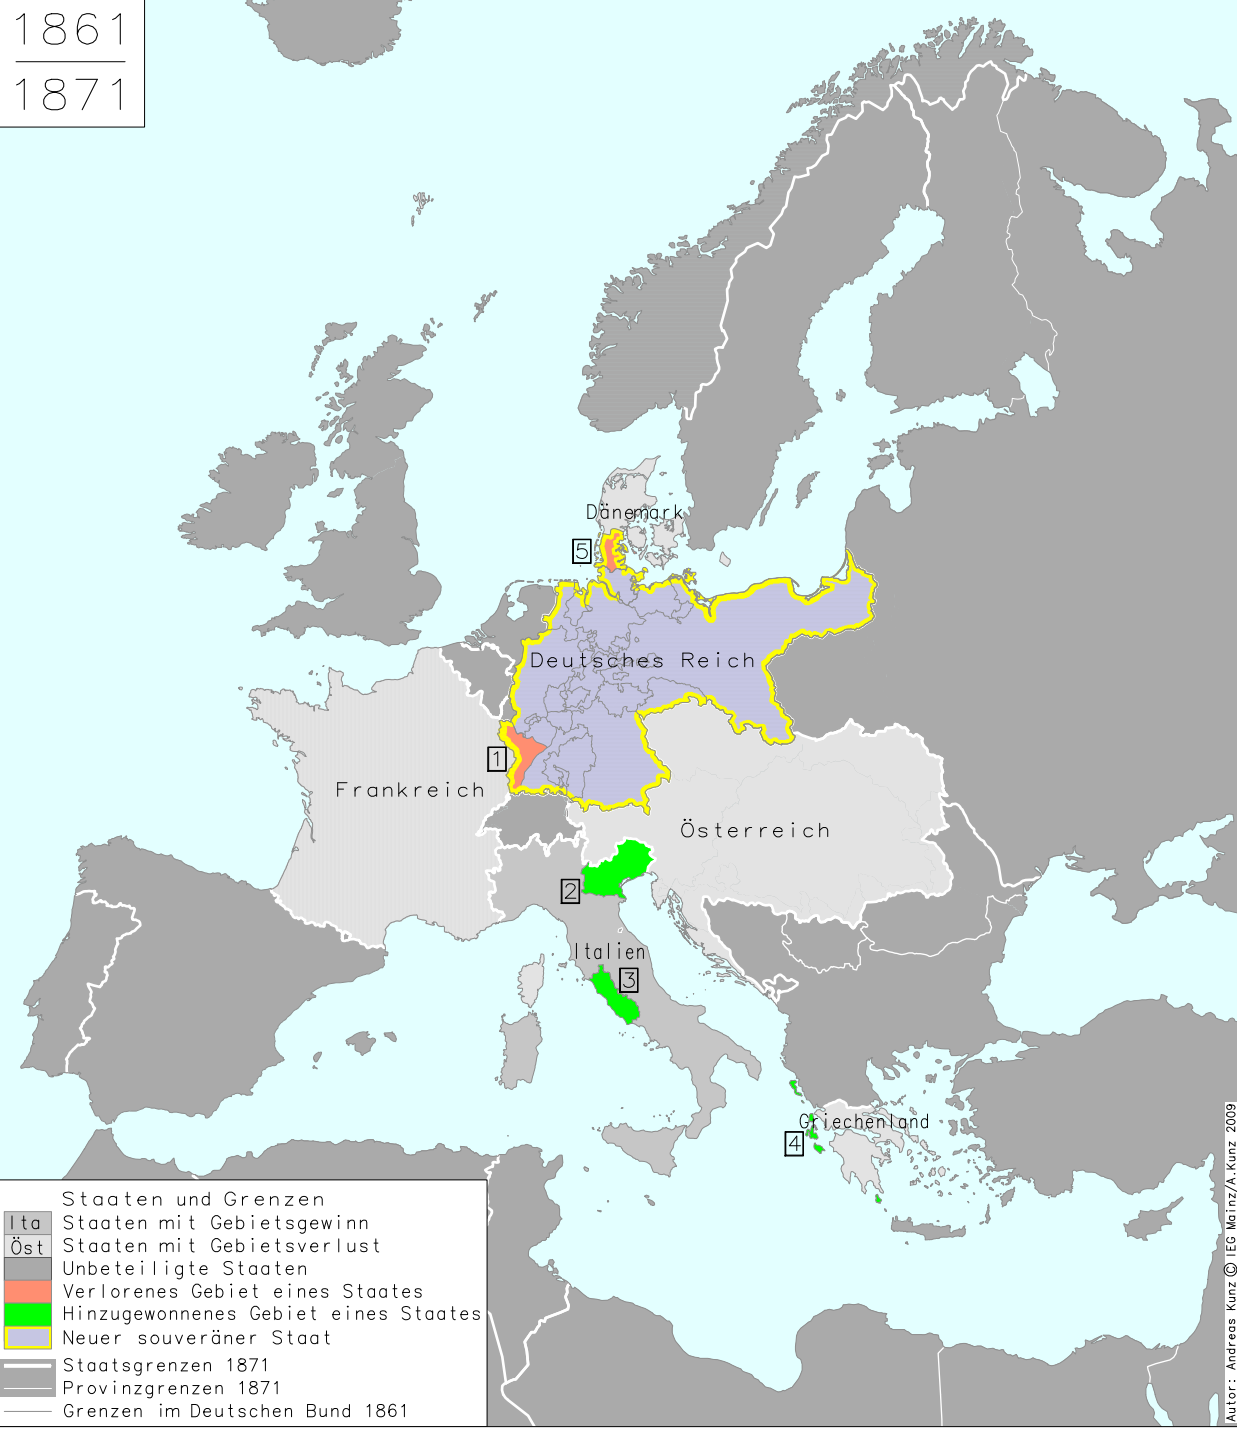 1861
1871
Dänemark
5
Deutsches Reich
1
Frankreich
Österreich
2
Italien
3
Griechenland
4
Staaten und Grenzen
Ita Staaten mit Gebietsgewinn
Öst Staaten mit Gebietsverlust
Unbeteiligte Staaten
Verlorenes Gebiet eines Staates
Hinzugewonnenes Gebiet eines Staates
Neuer souveräner Staat
Staatsgrenzen 1871
Provinzgrenzen 1871
Grenzen im Deutschen Bund 1861
Autor: Andreas Kunz © IEG Mainz/A.Kunz 2009